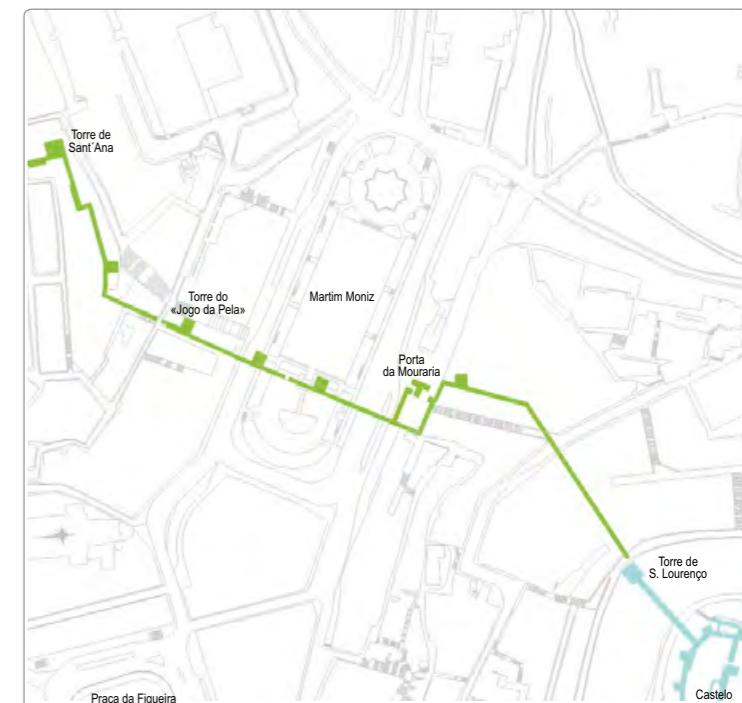 Torre de
Sant´Ana
Torre do
«Jogo da Pela»
Martim Moniz
Porta
da Mouraria
Torre de
S. Lourenço
Castelo
Praça da Figueira